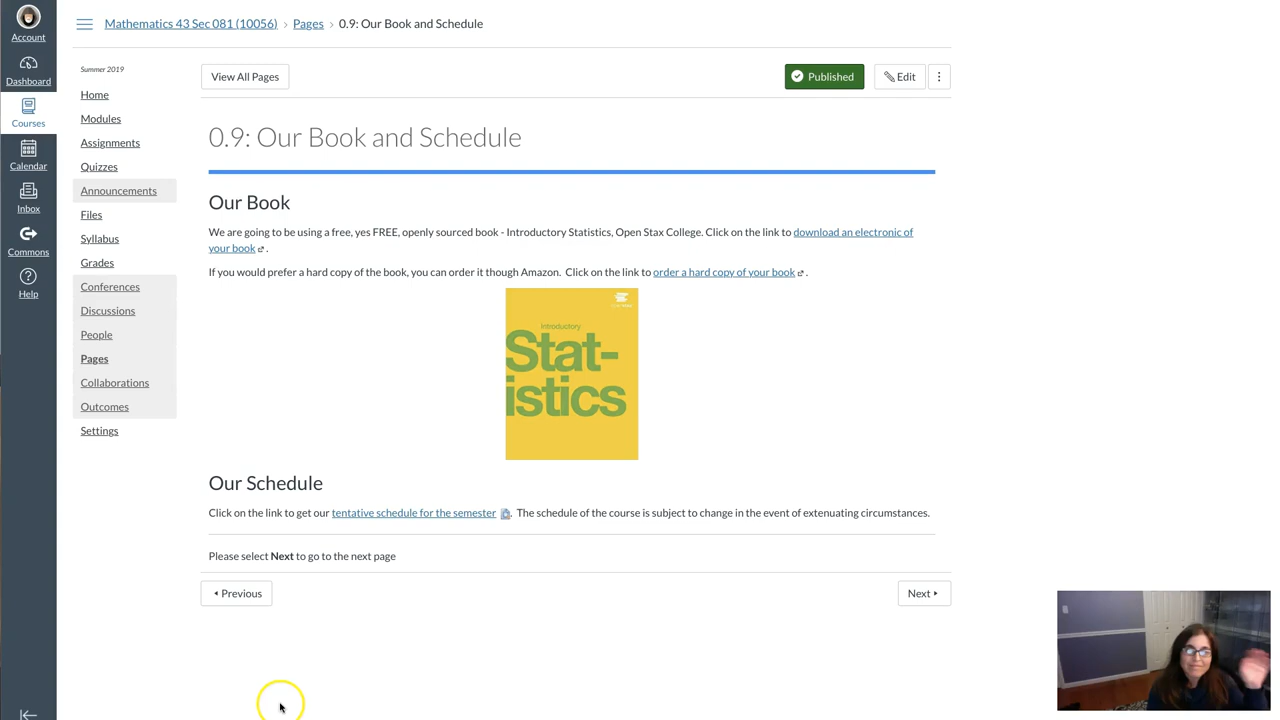 Account
Dashboard
Courses
Calendar
Inbox
Commons
Help
Mathematics 43 Sec 081 (10056) › Pages › 0.9: Our Book and Schedule
Summer 2019
Home
Modules
Assignments
Quizzes
Announcements
Files
Syllabus
Grades
Conferences
Discussions
People
Pages
Collaborations
Outcomes
Settings
View All Pages
Published
Edit
0.9: Our Book and Schedule
Our Book
We are going to be using a free, yes FREE, openly sourced book - Introductory Statistics, Open Stax College. Click on the link to download an electronic of
your book .
If you would prefer a hard copy of the book, you can order it though Amazon. Click on the link to order a hard copy of your book .
Introductory
Stat-
istics
Our Schedule
Click on the link to get our tentative schedule for the semester . The schedule of the course is subject to change in the event of extenuating circumstances.
Please select Next to go to the next page
Previous
Next